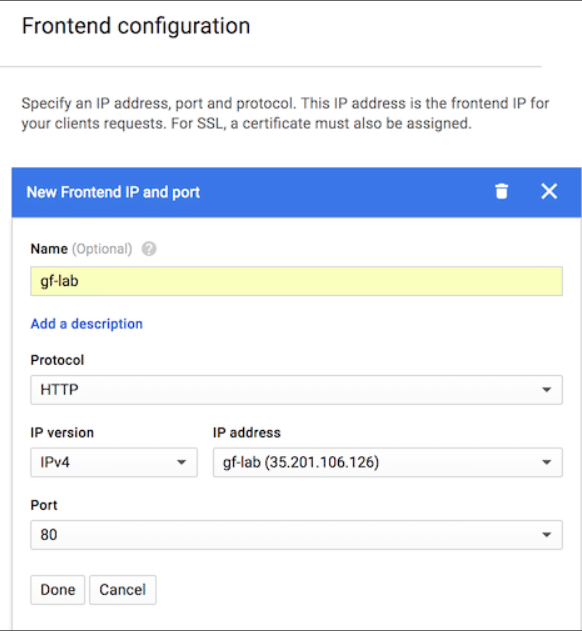 Frontend configuration
Specify an IP address, port and protocol. This IP address is the frontend IP for
your clients requests. For SSL, a certificate must also be assigned.
New Frontend IP and port
Name (Optional)
gf-lab
Add a description
Protocol
HTTP
IP version IP address
IPv4 gf-lab (35.201.106.126)
Port
80
Done Cancel